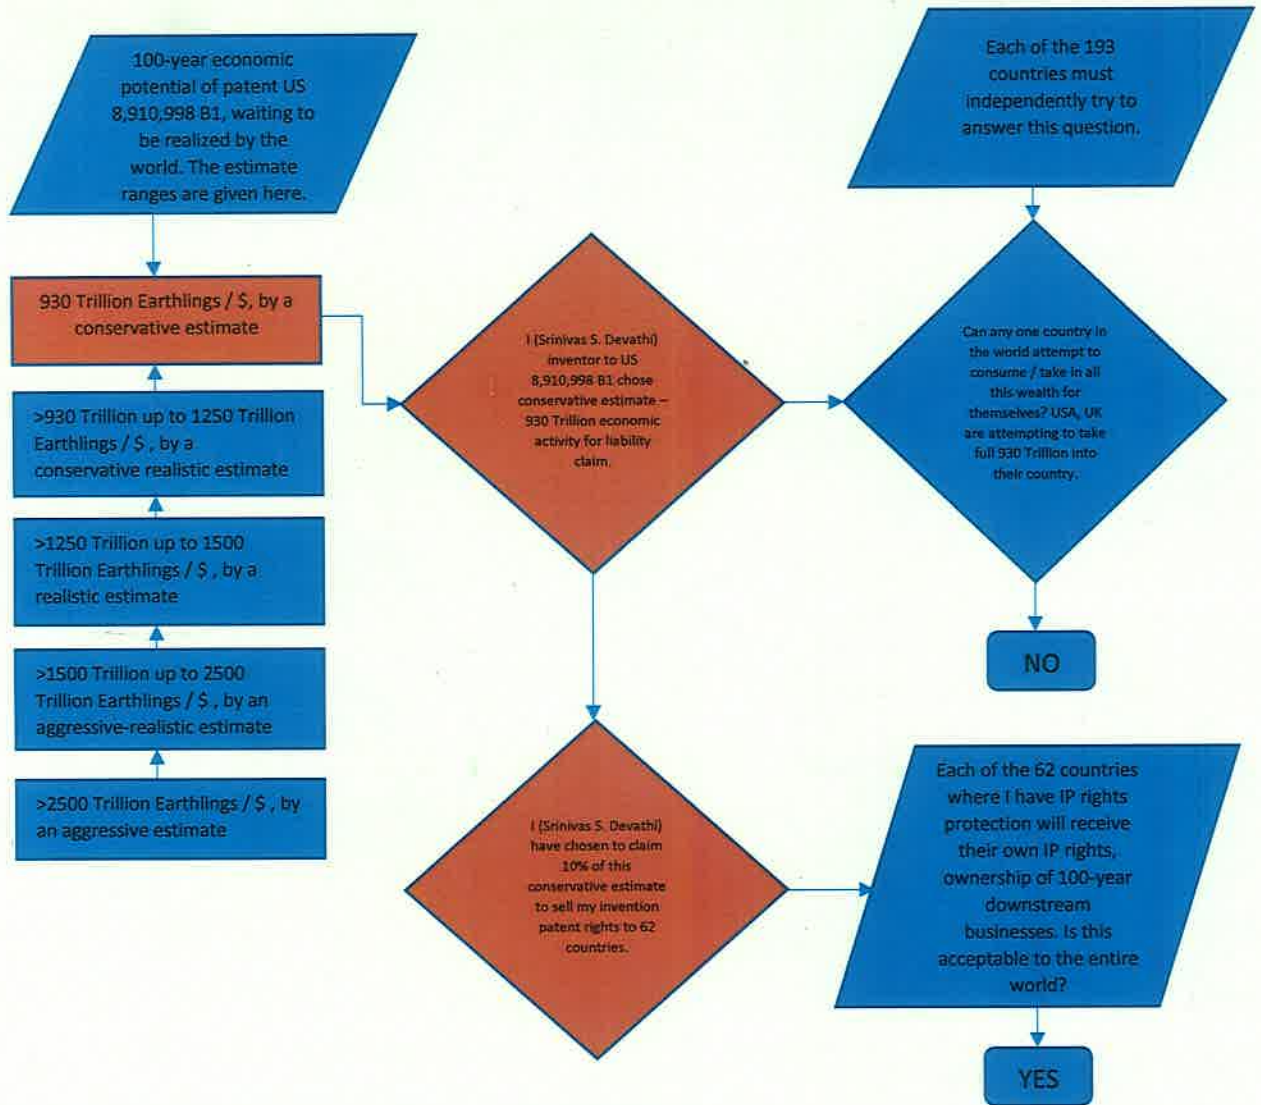 100-year economic
potential of patent US
8,910,998 B1, waiting to
be realized by the
world. The estimate
ranges are given here.
930 Trillion Earthlings / $, by a
conservative estimate
>930 Trillion up to 1250 Trillion
Earthlings / $ , by a
conservative realistic estimate
>1250 Trillion up to 1500
Trillion Earthlings / $ , by a
realistic estimate
>1500 Trillion up to 2500
Trillion Earthlings / $ , by an
aggressive-realistic estimate
>2500 Trillion Earthlings / $ , by
an aggressive estimate
I (Srinivas S. Devathi)
inventor to US
8,910,998 B1 chose
conservative estimate –
930 Trillion economic
activity for liability
claim.
I (Srinivas S. Devathi)
have chosen to claim
10% of this
conservative estimate
to sell my invention
patent rights to 62
countries.
Each of the 193
countries must
independently try to
answer this question.
Can any one country in
the world attempt to
consume / take in all
this wealth for
themselves? USA, UK
are attempting to take
full 930 Trillion into
their country.
NO
Each of the 62 countries
where I have IP rights
protection will receive
their own IP rights,
ownership of 100-year
downstream
businesses. Is this
acceptable to the entire
world?
YES